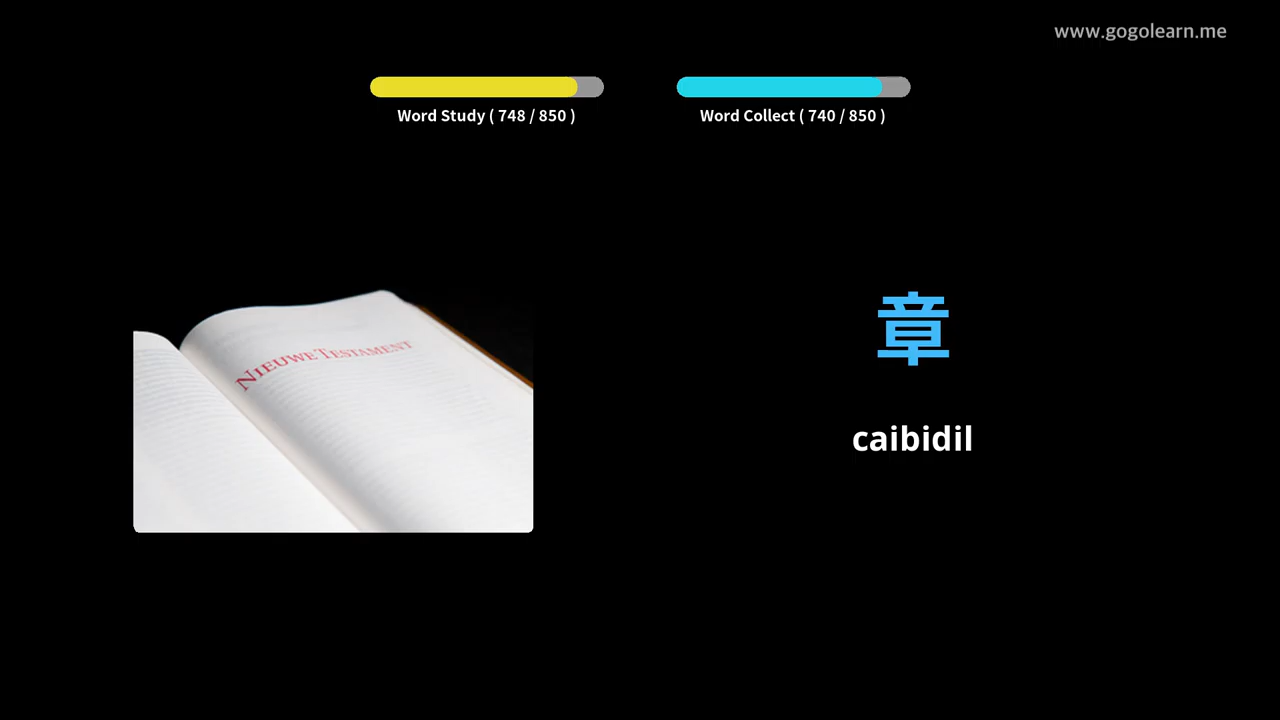 www.gogolearn.me
Word Study ( 748 / 850 )
Word Collect ( 740 / 850 )
NIEUWE TESTAMENT
章
caibidil